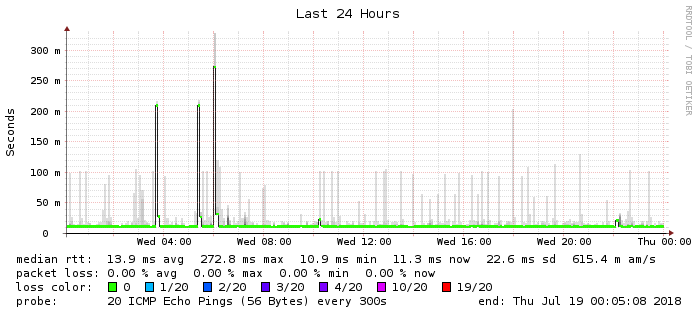 Last 24 Hours
RRDTOOL / TOBI OETIKER
Seconds
300 m
250 m
200 m
150 m
100 m
50 m
0
Wed 04:00 Wed 08:00 Wed 12:00 Wed 16:00 Wed 20:00 Thu 00:00
median rtt: 13.9 ms avg 272.8 ms max 10.9 ms min 11.3 ms now 22.6 ms sd 615.4 m am/s
packet loss: 0.00 % avg 0.00 % max 0.00 % min 0.00 % now
loss color: 0 1/20 2/20 3/20 4/20 10/20 19/20
probe: 20 ICMP Echo Pings (56 Bytes) every 300s end: Thu Jul 19 00:05:08 2018